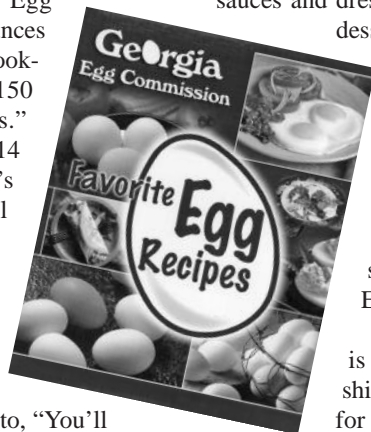 Egg
nces
ook-
150
s."
14
's
l
to, "You'll
Georgia
Egg Commission
Favorite Egg
Recipes
sauces and dres
dess
s
E
is
shi
for